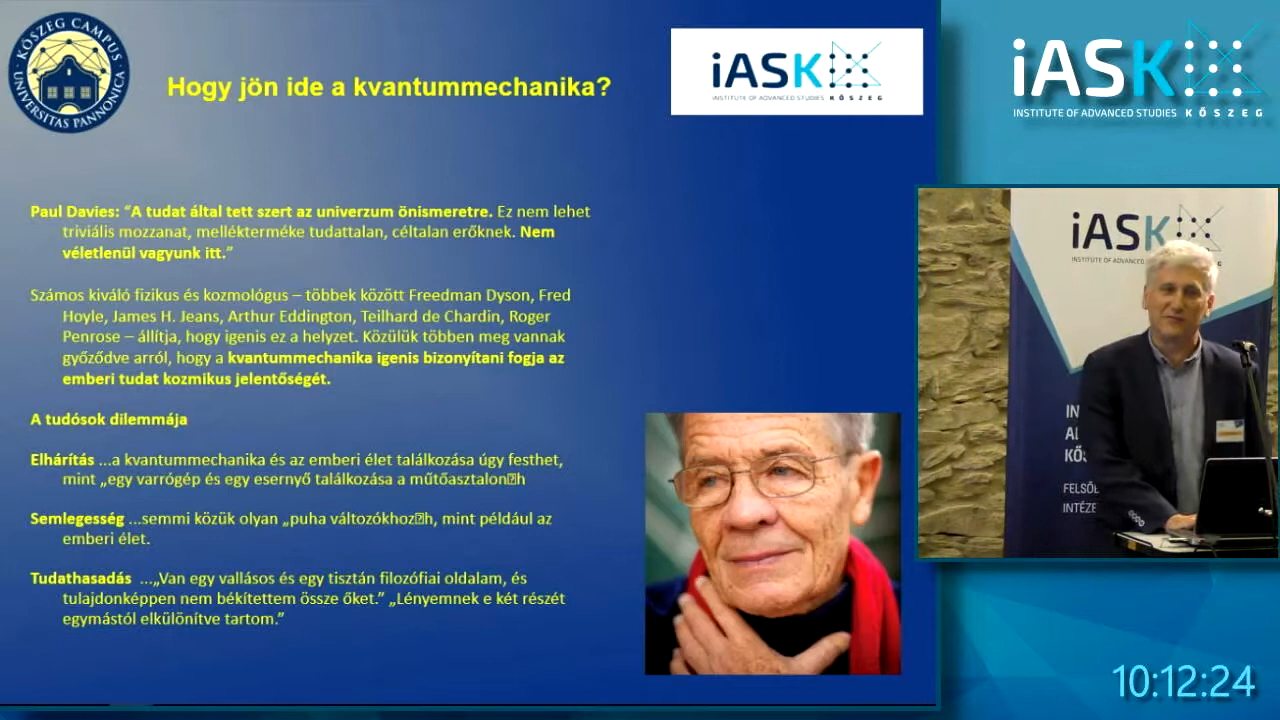 KŐSZEG CAMPUS
UNIVERSITAS PANNONICA
Hogy jön ide a kvantummechanika?
iASK
INSTITUTE OF ADVANCED STUDIES KŐSZEG
iASK
INSTITUTE OF ADVANCED STUDIES KŐSZEG
Paul Davies: “A tudat által tett szert az univerzum önismeretre. Ez nem lehet
triviális mozzanat, mellékterméke tudattalan, céltalan erőknek. Nem
véletlenül vagyunk itt.”
Számos kiváló fizikus és kozmológus – többek között Freedman Dyson, Fred
Hoyle, James H. Jeans, Arthur Eddington, Teilhard de Chardin, Roger
Penrose – állítja, hogy igenis ez a helyzet. Közülük többen meg vannak
győződve arról, hogy a kvantummechanika igenis bizonyítani fogja az
emberi tudat kozmikus jelentőségét.
A tudósok dilemmája
Elhárítás ...a kvantummechanika és az emberi élet találkozása úgy festhet,
mint „egy varrógép és egy esernyő találkozása a műtőasztalon⍰h
Semlegesség ...semmi közük olyan „puha változókhoz⍰h, mint például az
emberi élet.
Tudathasadás ...„Van egy vallásos és egy tisztán filozófiai oldalam, és
tulajdonképpen nem békítettem össze őket.” „Lényemnek e két részét
egymástól elkülönítve tartom.”
iASK
INSTITUTE OF ADVANCED
IN
AL
KŐS
FELSŐ
INTÉZE
10:12:24